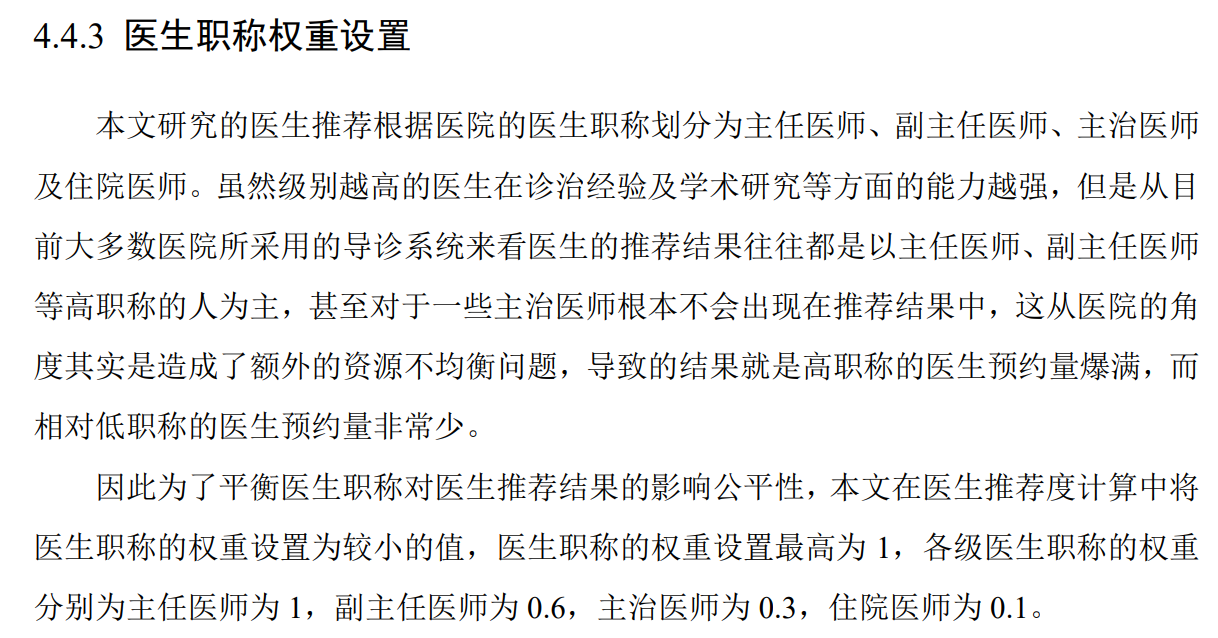 4.4.3 医生职称权重设置
本文研究的医生推荐根据医院的医生职称划分为主任医师、副主任医师、主治医师
及住院医师。虽然级别越高的医生在诊治经验及学术研究等方面的能力越强，但是从目
前大多数医院所采用的导诊系统来看医生的推荐结果往往都是以主任医师、副主任医师
等高职称的人为主，甚至对于一些主治医师根本不会出现在推荐结果中，这从医院的角
度其实是造成了额外的资源不均衡问题，导致的结果就是高职称的医生预约量爆满，而
相对低职称的医生预约量非常少。
因此为了平衡医生职称对医生推荐结果的影响公平性，本文在医生推荐度计算中将
医生职称的权重设置为较小的值，医生职称的权重设置最高为 1，各级医生职称的权重
分别为主任医师为 1，副主任医师为 0.6，主治医师为 0.3，住院医师为 0.1。